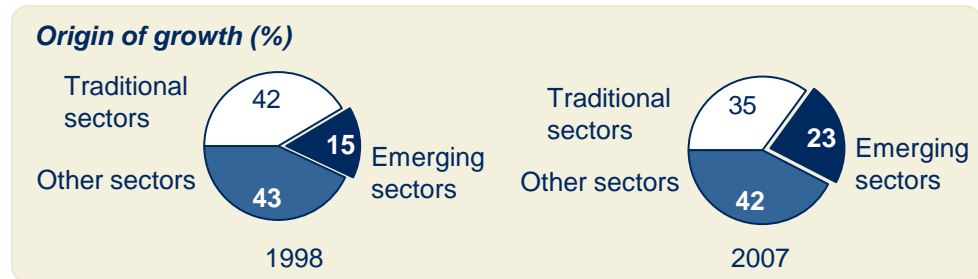 Origin of growth (%)
Traditional
sectors
42
15
Emerging
sectors
Other sectors
43
1998
Traditional
sectors
35
23
Emerging
sectors
Other sectors
42
2007